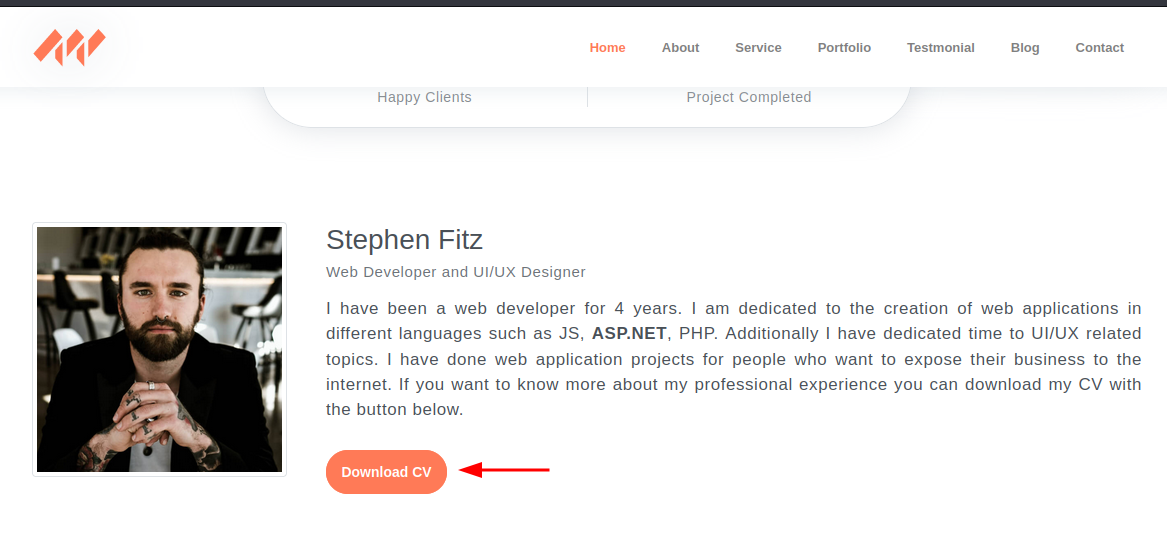 Home About Service Portfolio Testmonial Blog Contact
Happy Clients Project Completed
Stephen Fitz
Web Developer and UI/UX Designer
I have been a web developer for 4 years. I am dedicated to the creation of web applications in
different languages such as JS, ASP.NET, PHP. Additionally I have dedicated time to UI/UX related
topics. I have done web application projects for people who want to expose their business to the
internet. If you want to know more about my professional experience you can download my CV with
the button below.
Download CV